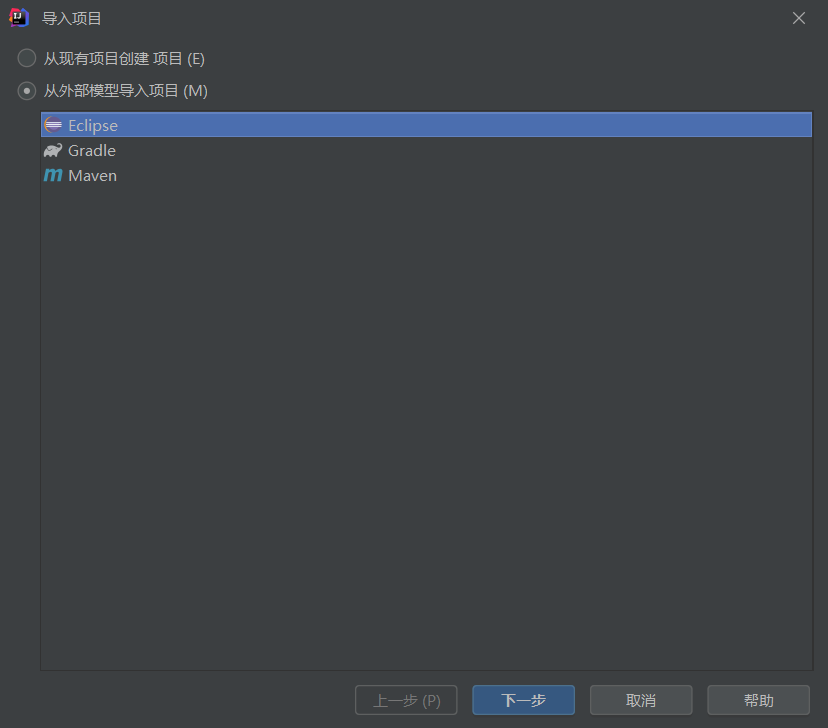 导入项目
从现有项目创建 项目 (E)
从外部模型导入项目 (M)
Eclipse
Gradle
Maven
上一步 (P) 下一步 取消 帮助